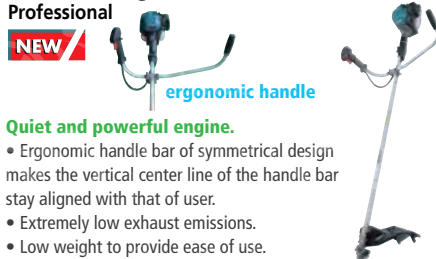 Professional
NEW
ergonomic handle
Quiet and powerful engine.
• Ergonomic handle bar of symmetrical design
makes the vertical center line of the handle bar
stay aligned with that of user.
• Extremely low exhaust emissions.
• Low weight to provide ease of use.